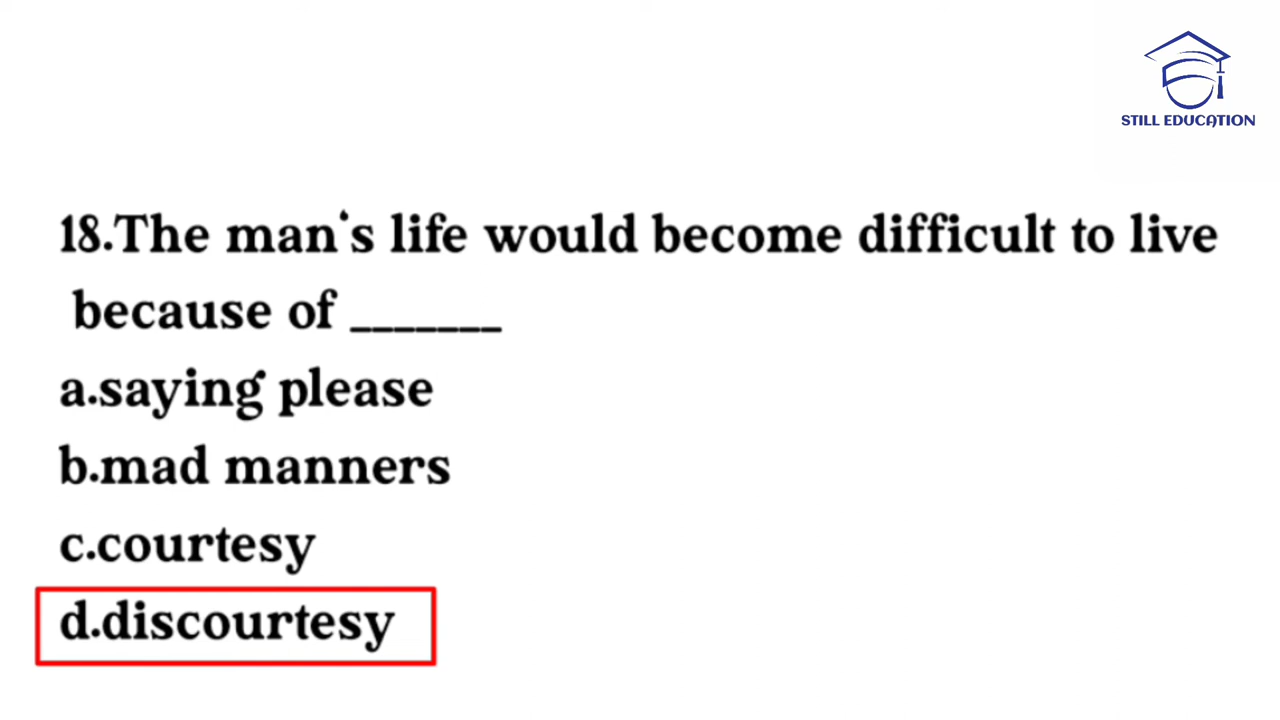 STILL EDUCATION
18.The man‘s life would become difficult to live
because of _______
a.saying please
b.mad manners
c.courtesy
d.discourtesy